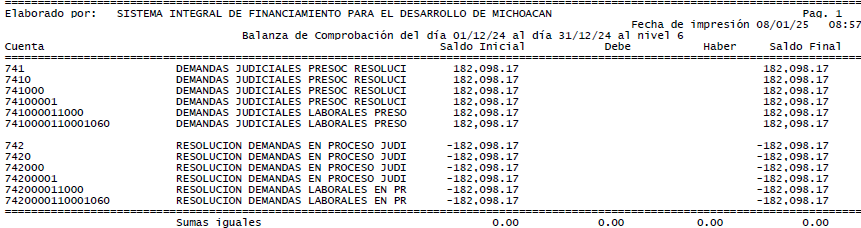 Elaborado por: SISTEMA INTEGRAL DE FINANCIAMIENTO PARA EL DESARROLLO DE MICHOACAN Pag. 1
Fecha de impresión 08/01/25 08:57
Balanza de Comprobación del día 01/12/24 al día 31/12/24 al nivel 6
Cuenta Saldo Inicial Debe Haber Saldo Final
741 DEMANDAS JUDICIALES PRESOC RESOLUCI 182,098.17 182,098.17
7410 DEMANDAS JUDICIALES PRESOC RESOLUCI 182,098.17 182,098.17
741000 DEMANDAS JUDICIALES PRESOC RESOLUCI 182,098.17 182,098.17
74100001 DEMANDAS JUDICIALES PRESOC RESOLUCI 182,098.17 182,098.17
741000011000 DEMANDAS JUDICIALES LABORALES PRESO 182,098.17 182,098.17
7410000110001060 DEMANDAS JUDICIALES LABORALES PRESO 182,098.17 182,098.17
742 RESOLUCION DEMANDAS EN PROCESO JUDI -182,098.17 -182,098.17
7420 RESOLUCION DEMANDAS EN PROCESO JUDI -182,098.17 -182,098.17
742000 RESOLUCION DEMANDAS EN PROCESO JUDI -182,098.17 -182,098.17
74200001 RESOLUCION DEMANDAS EN PROCESO JUDI -182,098.17 -182,098.17
742000011000 RESOLUCION DEMANDAS LABORALES EN PR -182,098.17 -182,098.17
7420000110001060 RESOLUCION DEMANDAS LABORALES EN PR -182,098.17 -182,098.17
Sumas iguales 0.00 0.00 0.00 0.00